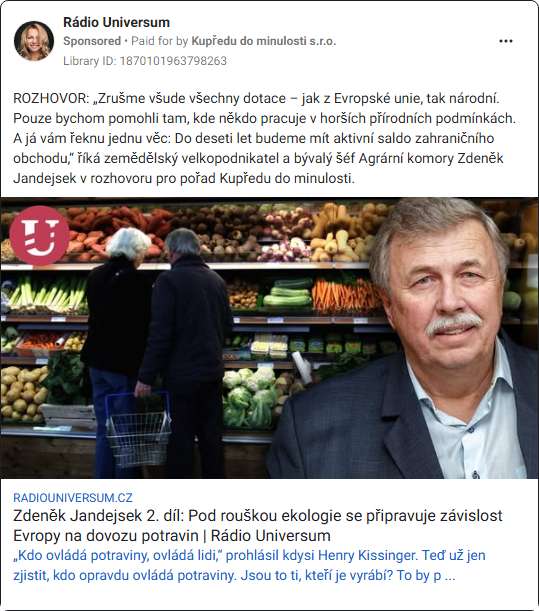 Rádio Universum
Sponsored • Paid for by Kupředu do minulosti s.r.o.
Library ID: 1870101963798263
ROZHOVOR: „Zrušme všude všechny dotace – jak z Evropské unie, tak národní.
Pouze bychom pomohli tam, kde někdo pracuje v horších přírodních podmínkách.
A já vám řeknu jednu věc: Do deseti let budeme mít aktivní saldo zahraničního
obchodu,“ říká zemědělský velkopodnikatel a bývalý šéf Agrární komory Zdeněk
Jandejsek v rozhovoru pro pořad Kupředu do minulosti.
U
RADIOUNIVERSUM.CZ
Zdeněk Jandejsek 2. díl: Pod rouškou ekologie se připravuje závislost
Evropy na dovozu potravin | Rádio Universum
„Kdo ovládá potraviny, ovládá lidi,“ prohlásil kdysi Henry Kissinger. Teď už jen
zjistit, kdo opravdu ovládá potraviny. Jsou to ti, kteří je vyrábí? To by p ...